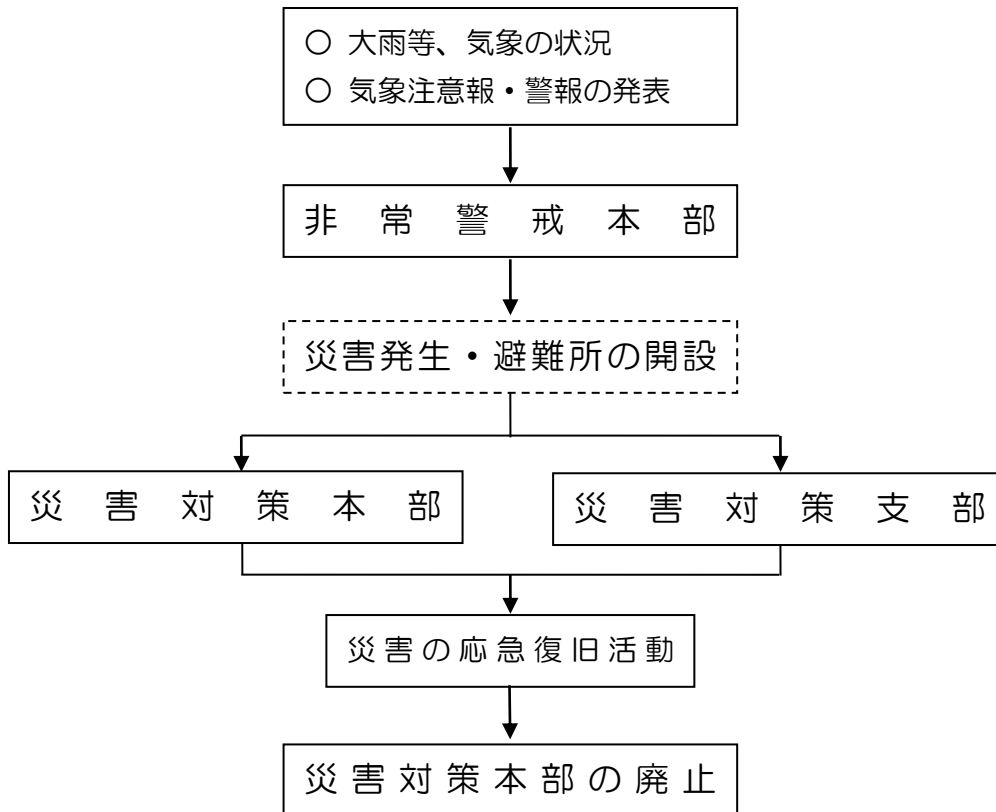 ○ 大雨等、気象の状況
○ 気象注意報・警報の発表
非常警戒本部
災害発生・避難所の開設
災害対策本部
災害対策支部
災害の応急復旧活動
災害対策本部の廃止